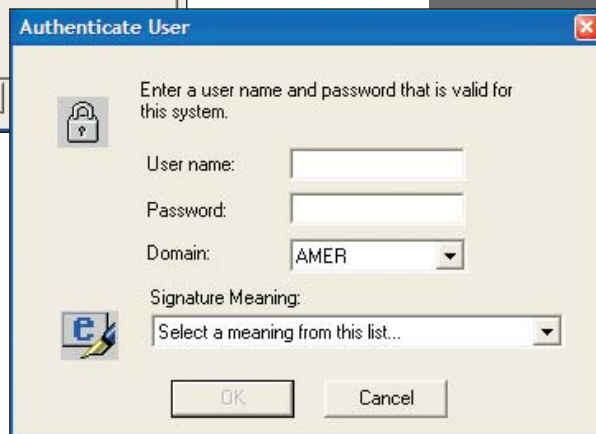 Authenticate User
Enter a user name and password that is valid for
this system.
User name:
Password:
Domain:
AMER
Signature Meaning:
Select a meaning from this list...
e
OK
Cancel